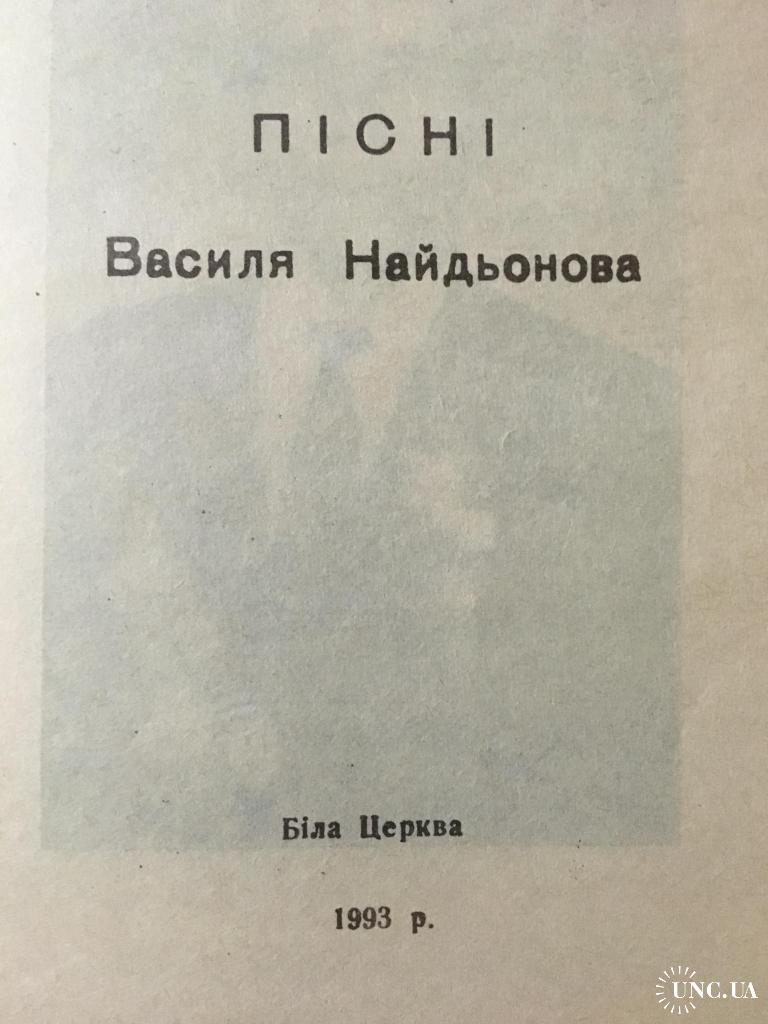 ПІСНІ
Василя Найдьонова
Біла Церква
1993 р.
UNC.UA